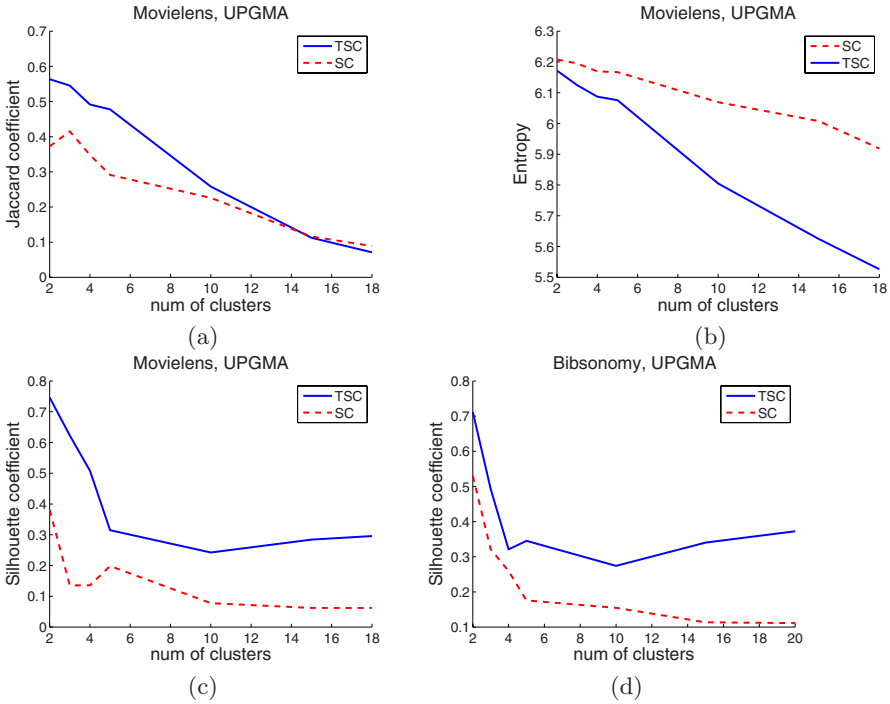 Movielens, UPGMA
0.7
0.6
0.5
0.4
0.3
0.2
0.1
0
Jaccard coefficient
TSC
SC
2 4 6 8 10 12 14 16 18
num of clusters
(a)
Movielens, UPGMA
6.3
6.2
6.1
6
5.9
5.8
5.7
5.6
5.5
Entropy
SC
TSC
2 4 6 8 10 12 14 16 18
num of clusters
(b)
Movielens, UPGMA
0.8
0.7
0.6
0.5
0.4
0.3
0.2
0.1
0
Silhouette coefficient
TSC
SC
2 4 6 8 10 12 14 16 18
num of clusters
(c)
Bibsonomy, UPGMA
0.8
0.7
0.6
0.5
0.4
0.3
0.2
0.1
Silhouette coefficient
TSC
SC
2 4 6 8 10 12 14 16 18 20
num of clusters
(d)